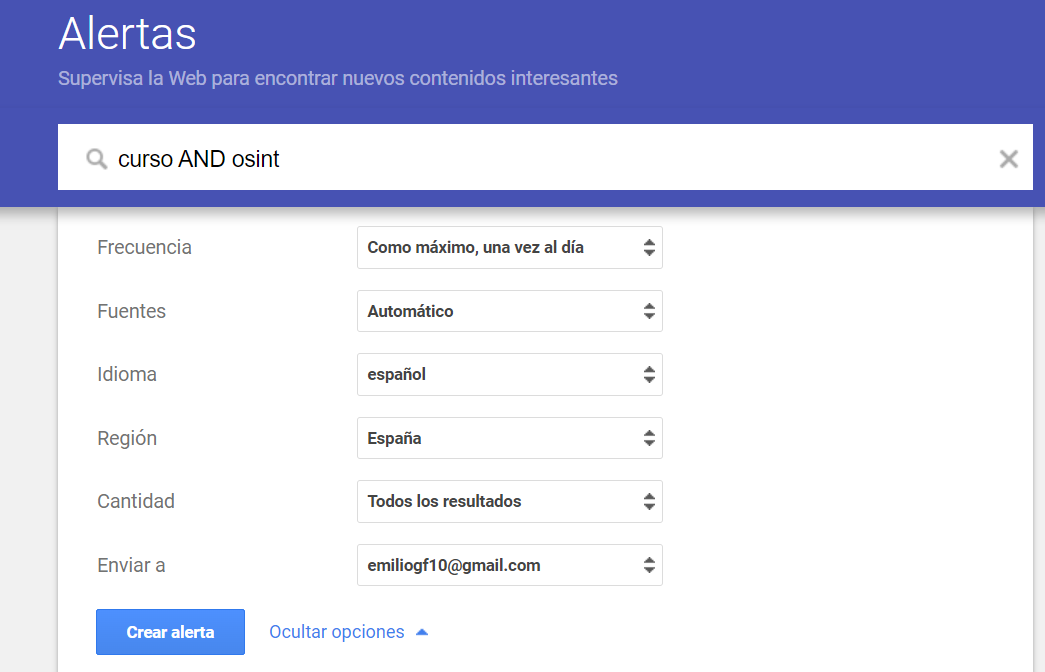 Alertas
Supervisa la Web para encontrar nuevos contenidos interesantes
curso AND osint
Frecuencia Como máximo, una vez al día
Fuentes Automático
Idioma español
Región España
Cantidad Todos los resultados
Enviar a emiliogf10@gmail.com
Crear alerta Ocultar opciones